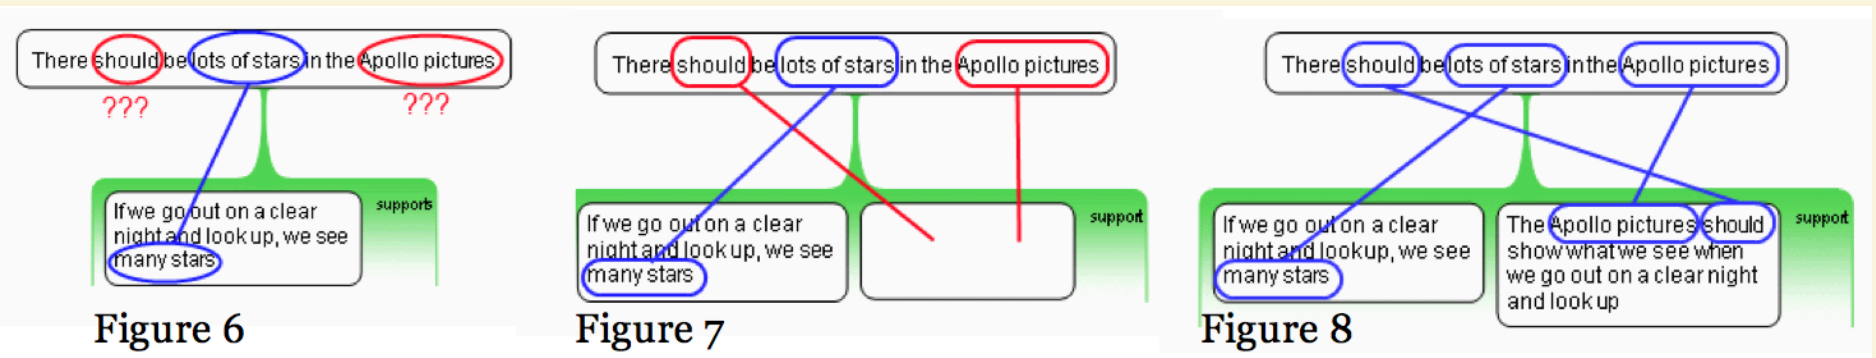 There should be lots of stars in the Apollo pictures
???
???
If we go out on a clear
night and look up, we see
many stars
supports
Figure 6
There should be lots of stars in the Apollo pictures
If we go out on a clear
night and look up, we see
many stars
support
Figure 7
There should be lots of stars in the Apollo pictures
If we go out on a clear
night and look up, we see
many stars
The Apollo pictures should
show what we see when
we go out on a clear night
and look up
support
Figure 8